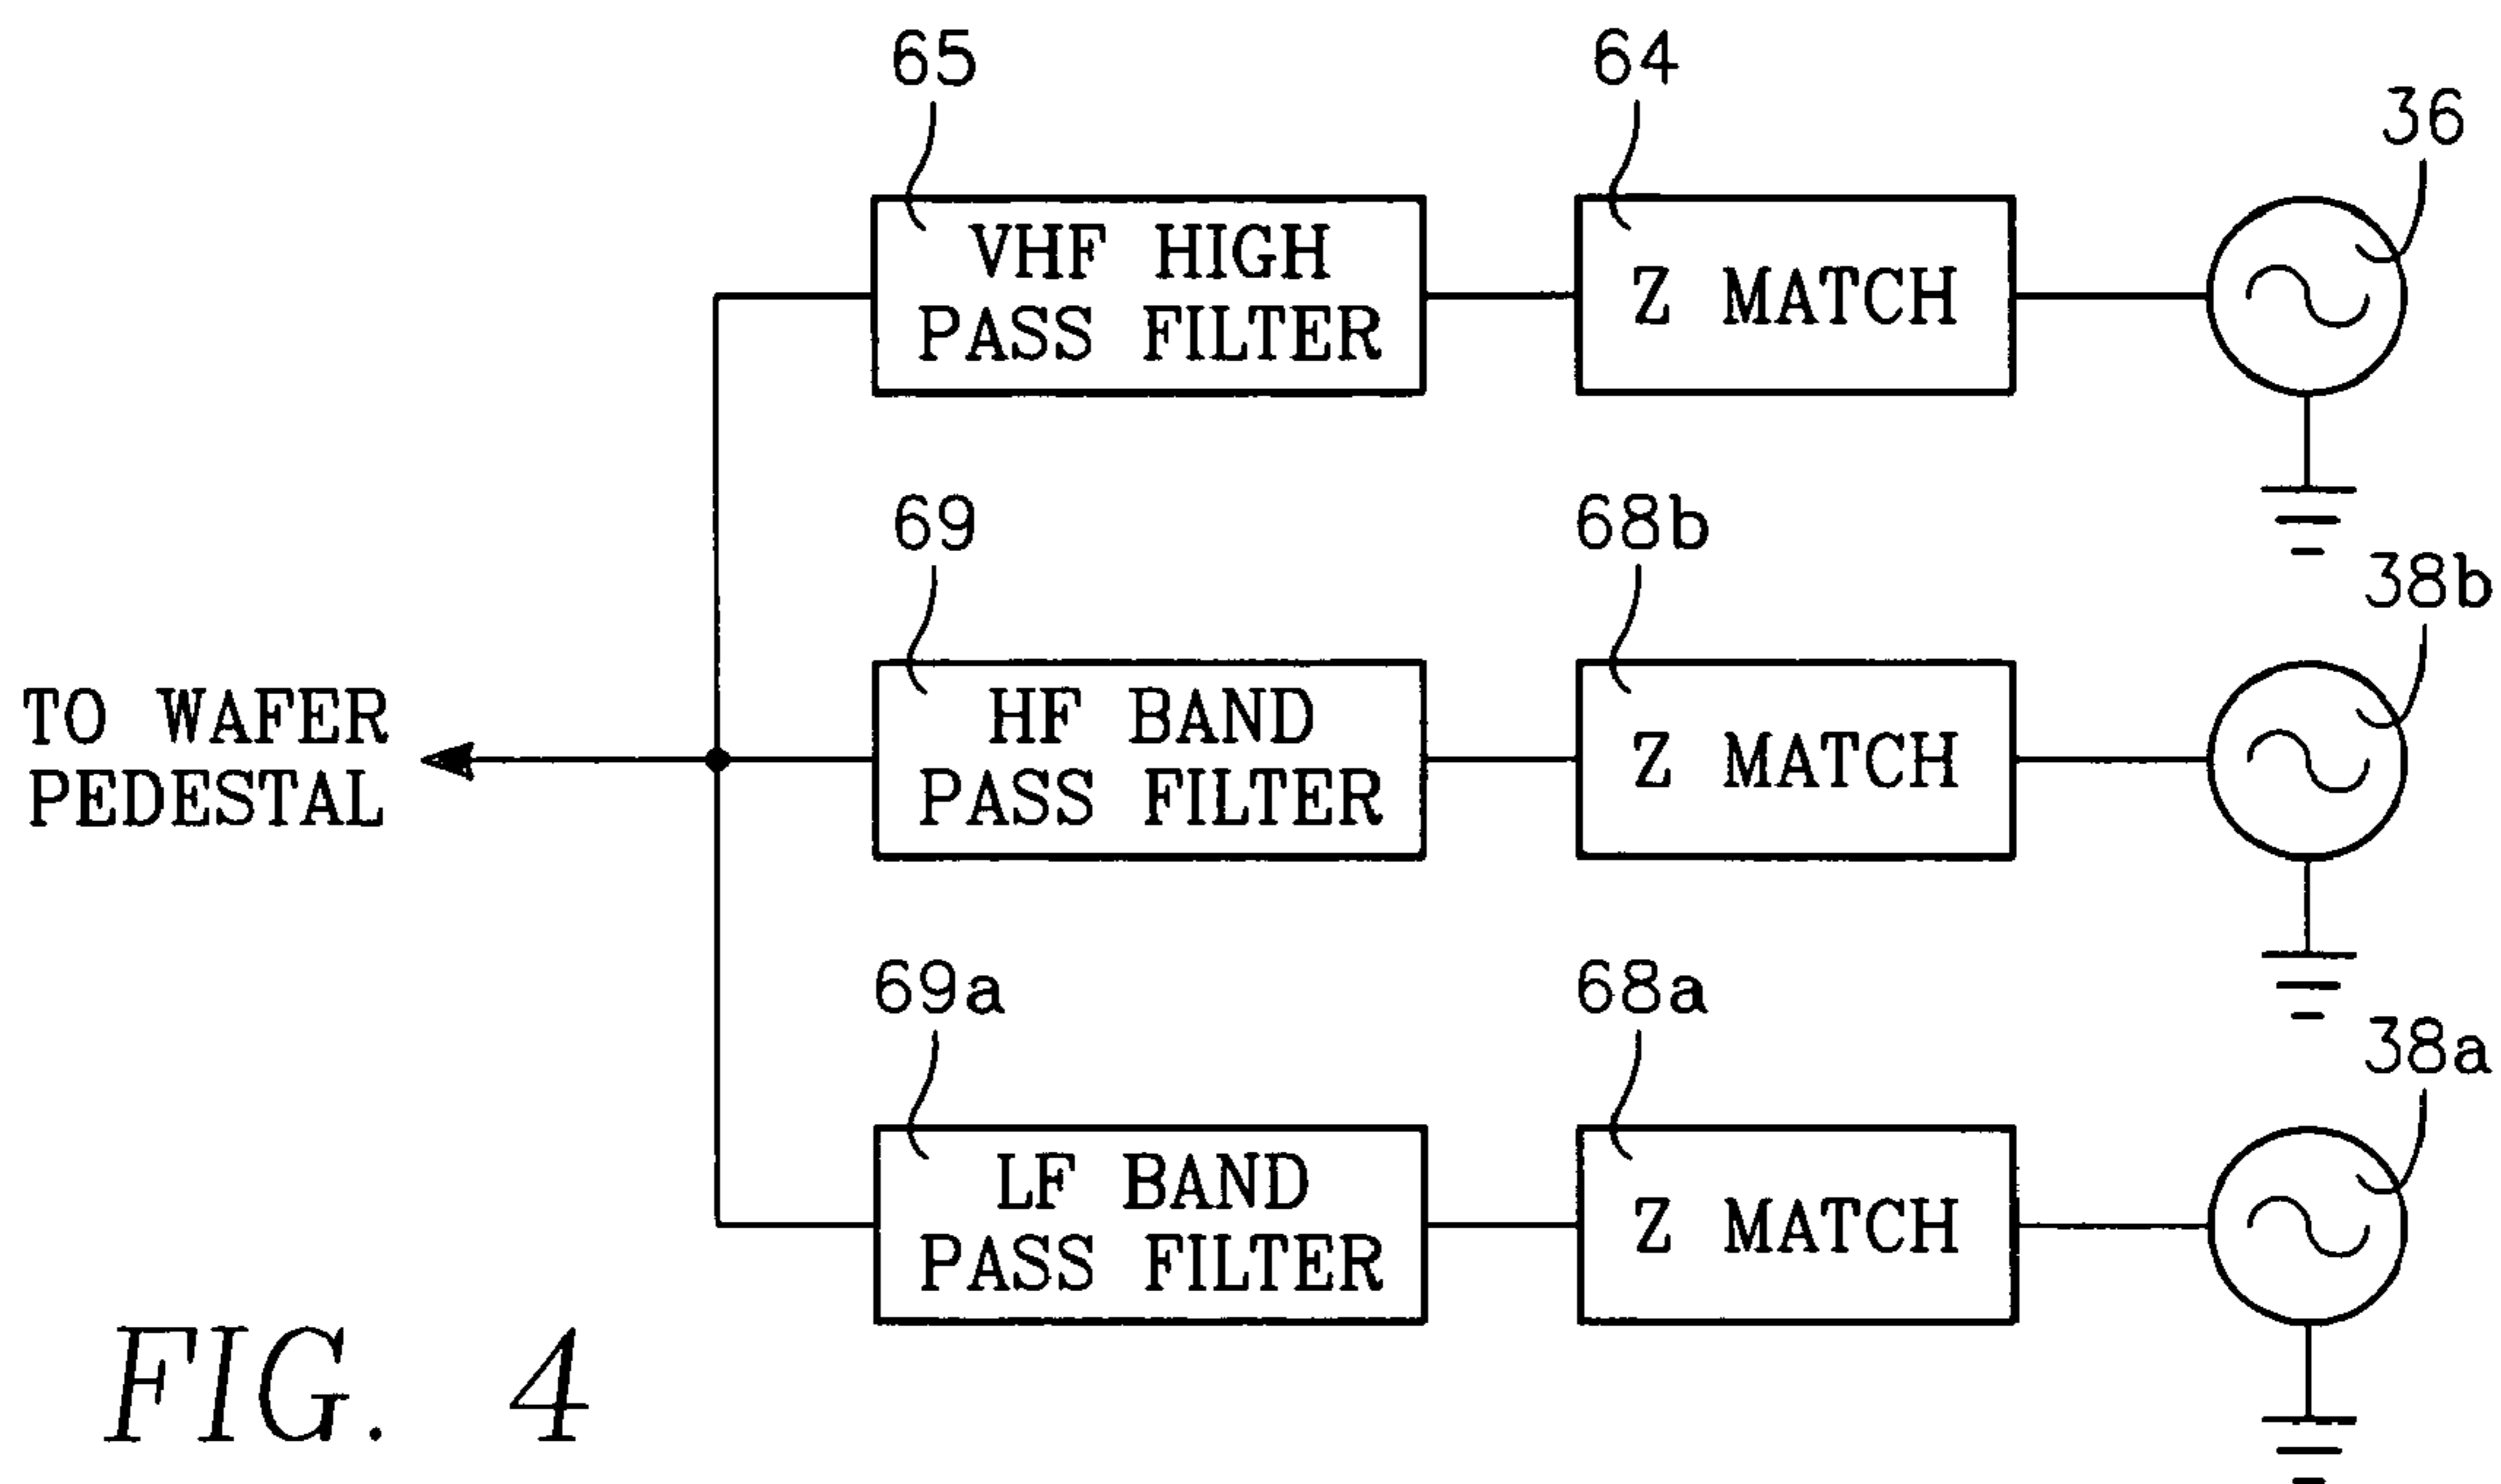 65
64
36
VHF HIGH
PASS FILTER
Z MATCH
69
68b
38b
TO WAFER
PEDESTAL
HF BAND
PASS FILTER
Z MATCH
69a
68a
38a
LF BAND
PASS FILTER
Z MATCH
FIG. 4